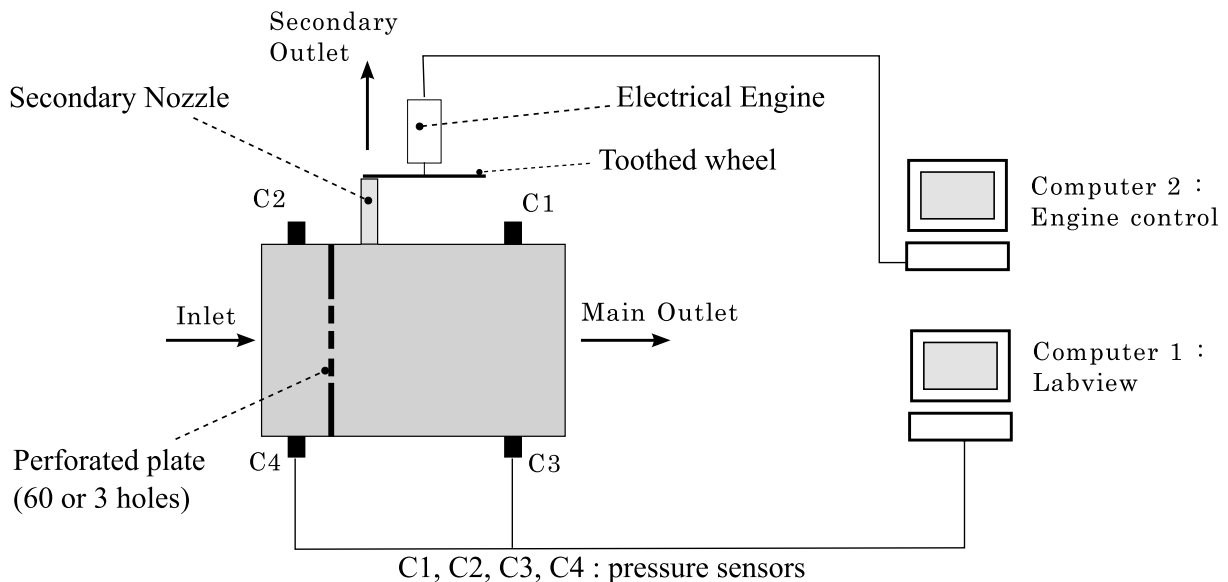 Secondary
Outlet
Secondary Nozzle
Electrical Engine
Toothed wheel
C2
C1
Computer 2 :
Engine control
Inlet
Main Outlet
Computer 1 :
Labview
C4
C3
Perforated plate
(60 or 3 holes)
C1, C2, C3, C4 : pressure sensors